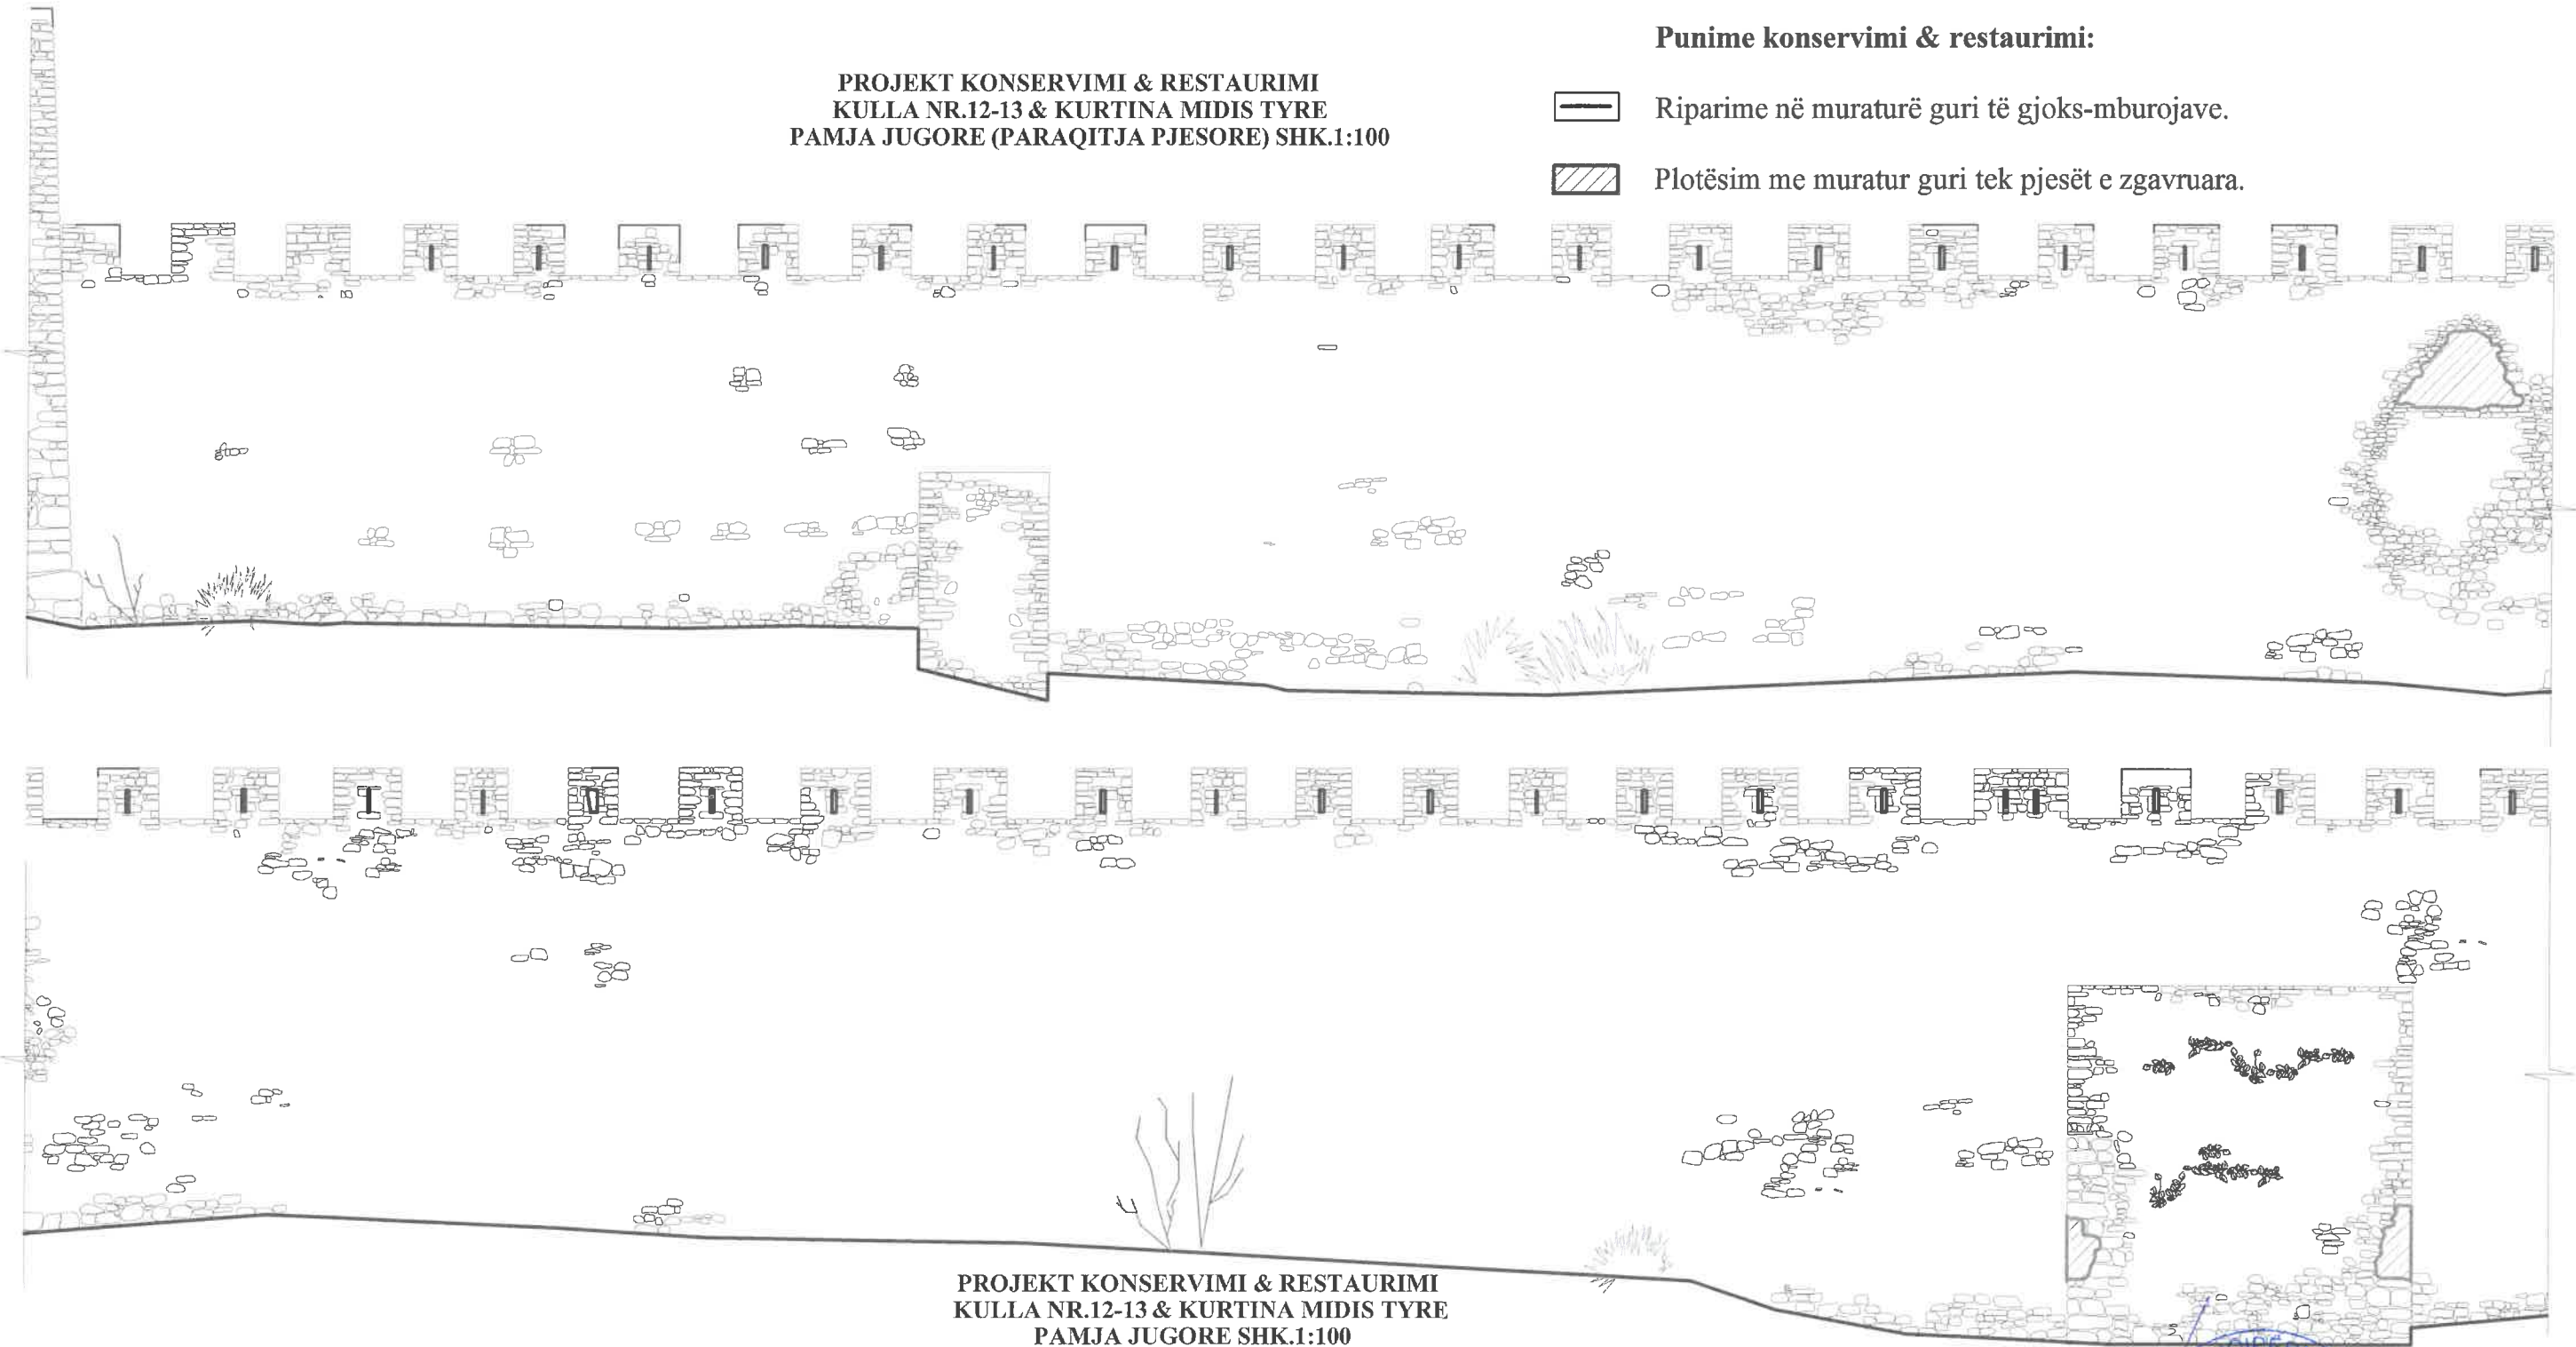 PROJEKT KONSERVIMI & RESTAURIMI
KULLA NR.12-13 & KURTINA MIDIS TYRE
PAMJA JUGORE (PARAQITJA PJESORE) SHK.1:100
Punime konservimi & restaurimi:
Riparime në muraturë guri të gjoks-mburojave.
Plotësim me muratur guri tek pjesët e zgavruara.
PROJEKT KONSERVIMI & RESTAURIMI
KULLA NR.12-13 & KURTINA MIDIS TYRE
PAMJA JUGORE SHK.1:100